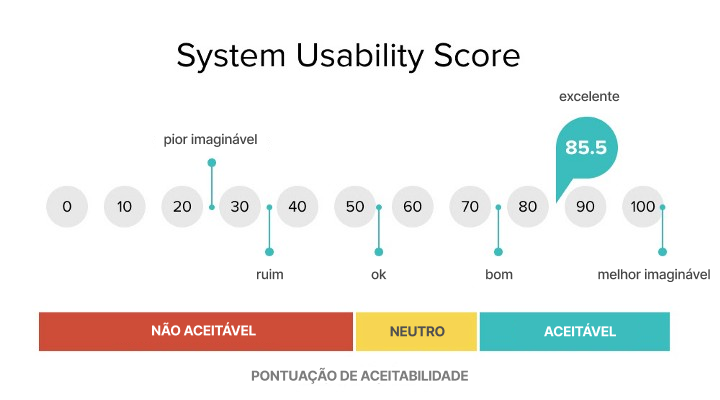 System Usability Score
excelente
pior imaginável
85.5
0 10 20 30 40 50 60 70 80 90 100
ruim ok bom melhor imaginável
NÃO ACEITÁVEL NEUTRO ACEITÁVEL
PONTUAÇÃO DE ACEITABILIDADE